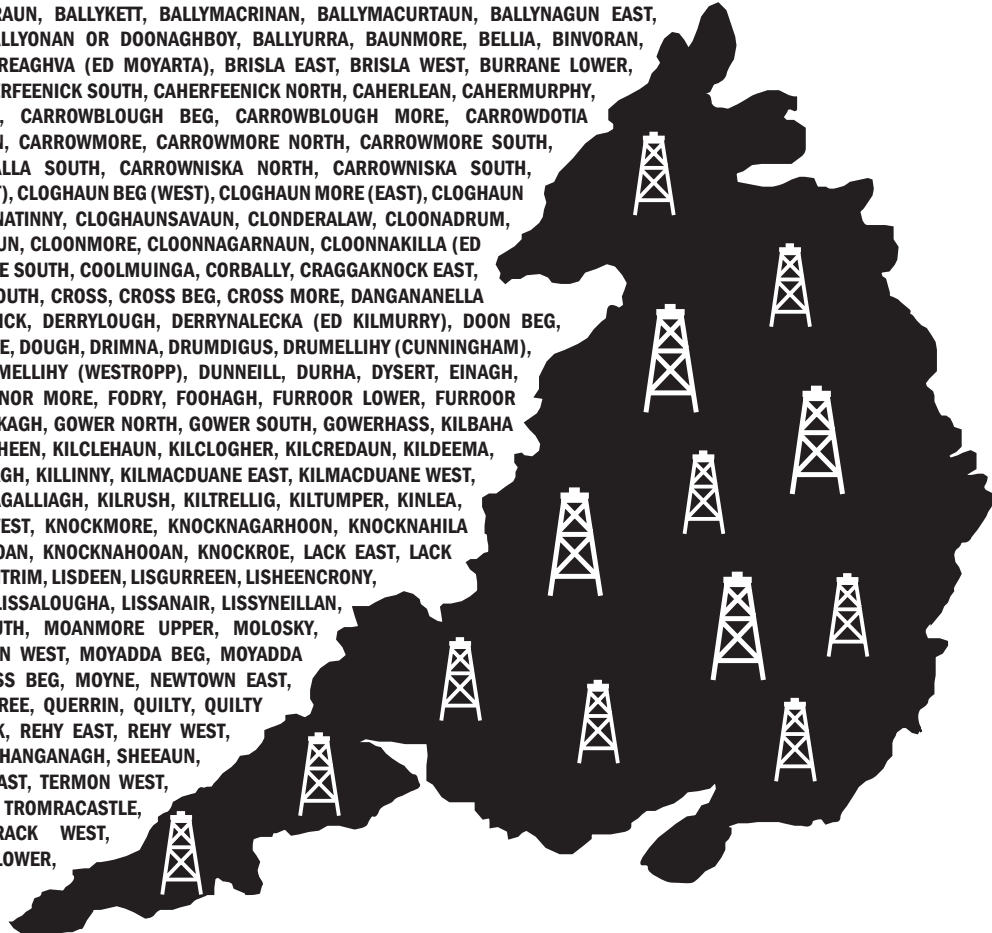 RAUN, BALLYKETT, BALLYMACRINAN, BALLYMACURTAUN, BALLYNAGUN EAST,
ALLYONAN OR DOONAGHBOY, BALLYURRA, BAUNMORE, BELLIA, BINVORAN,
REAGHVA (ED MOYARTA), BRISLA EAST, BRISLA WEST, BURRANE LOWER,
RFEENICK SOUTH, CAHERFEENICK NORTH, CAHERLEAN, CAHERMURPHY,
, CARROWBLOUGH BEG, CARROWBLOUGH MORE, CARROWDOTIA
N, CARROWMORE, CARROWMORE NORTH, CARROWMORE SOUTH,
ALLA SOUTH, CARROWNISKA NORTH, CARROWNISKA SOUTH,
), CLOGHAUN BEG (WEST), CLOGHAUN MORE (EAST), CLOGHAUN
NATINNY, CLOGHAUNSAVAUN, CLONDERALAW, CLOONADRUM,
UN, CLOONMORE, CLOONNAGARNAUN, CLOONNAKILLA (ED
E SOUTH, COOLMUINGA, CORBALLY, CRAGGAKNOCK EAST,
OUTH, CROSS, CROSS BEG, CROSS MORE, DANGANANELLA
ICK, DERRYLOUGH, DERRYNALECKA (ED KILMURRY), DOON BEG,
E, DOUGH, DRIMNA, DRUMDIGUS, DRUMELLIHY (CUNNINGHAM),
MELLIHY (WESTROPP), DUNNEILL, DURHA, DYSERT, EINAGH,
NOR MORE, FODRY, FOOHAGH, FURROOR LOWER, FURROOR
KAGH, GOWER NORTH, GOWER SOUTH, GOWERHASS, KILBAHA
HEEN, KILCLEHAUN, KILCLOGHER, KILCREDAUN, KILDEEMA,
AGH, KILLINNY, KILMACDUANE EAST, KILMACDUANE WEST,
AGALLIAGH, KILRUSH, KILTRELLIG, KILTUMPER, KINLEA,
EST, KNOCKMORE, KNOCKNAGARHOON, KNOCKNAHILA
OAN, KNOCKNAHOOAN, KNOCKROE, LACK EAST, LACK
TRIM, LISDEEN, LISGURREEN, LISHEENCRONY,
LISSALOUGHA, LISSANAIR, LISSYNEILLAN,
UTH, MOANMORE UPPER, MOLOSKY,
N WEST, MOYADDA BEG, MOYADDA
SS BEG, MOYNE, NEWTOWN EAST,
REE, QUERRIN, QUILTY, QUILTY
K, REHY EAST, REHY WEST,
HANGANAGH, SHEEAUN,
AST, TERMON WEST,
TROMRACASTLE,
RACK WEST,
LOWER,